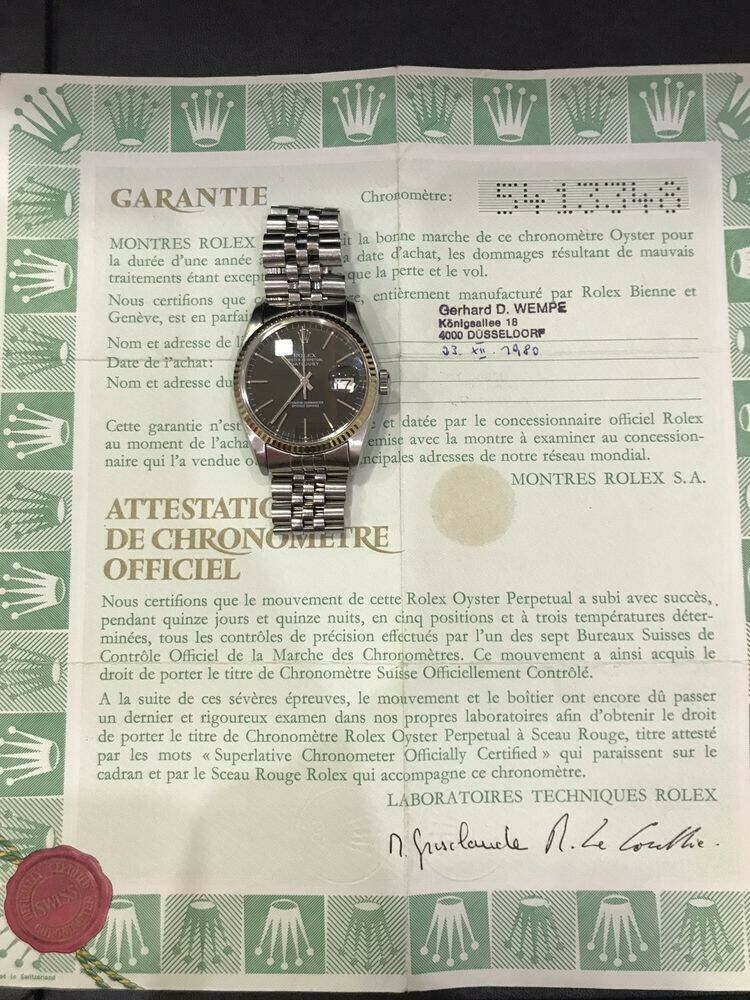 GARANTIE
Chronomètre: 5413348
MONTRES ROLEX it la bonne marche de ce chronomètre Oyster pour
la durée d'une année a date d'achat, les dommages résultant de mauvais
traitements étant except que la perte et le vol.
Nous certifions que c re, entièrement manufacturé par Rolex Bienne et
Genève, est en parfai
Gerhard D. WEMPE
Königsallee 18
4000 DÜSSELDORF
Nom et adresse de l
23. XII. 1980
Date de l'achat:
Nom et adresse du
ROLEX
OYSTER PERPETUAL
DATEJUST
Cette garantie n'est e et datée par le concessionnaire officiel Rolex
au moment de l'acha emise avec la montre à examiner au concession-
naire qui l'a vendue o ncipales adresses de notre réseau mondial.
MONTRES ROLEX S.A.
ATTESTATIO
DE CHRONOMETRE
OFFICIEL
Nous certifions que le mouvement de cette Rolex Oyster Perpetual a subi avec succès,
pendant quinze jours et quinze nuits, en cinq positions et à trois températures déter-
minées, tous les contrôles de précision effectués par l'un des sept Bureaux Suisses de
Contrôle Officiel de la Marche des Chronomètres. Ce mouvement a ainsi acquis le
droit de porter le titre de Chronomètre Suisse Officiellement Contrôlé.
A la suite de ces sévères épreuves, le mouvement et le boîtier ont encore dû passer
un dernier et rigoureux examen dans nos propres laboratoires afin d'obtenir le droit
de porter le titre de Chronomètre Rolex Oyster Perpetual à Sceau Rouge, titre attesté
par les mots « Superlative Chronometer Officially Certified » qui paraissent sur le
cadran et par le Sceau Rouge Rolex qui accompagne ce chronomètre.
LABORATOIRES TECHNIQUES ROLEX
SWISS
in Switzerland